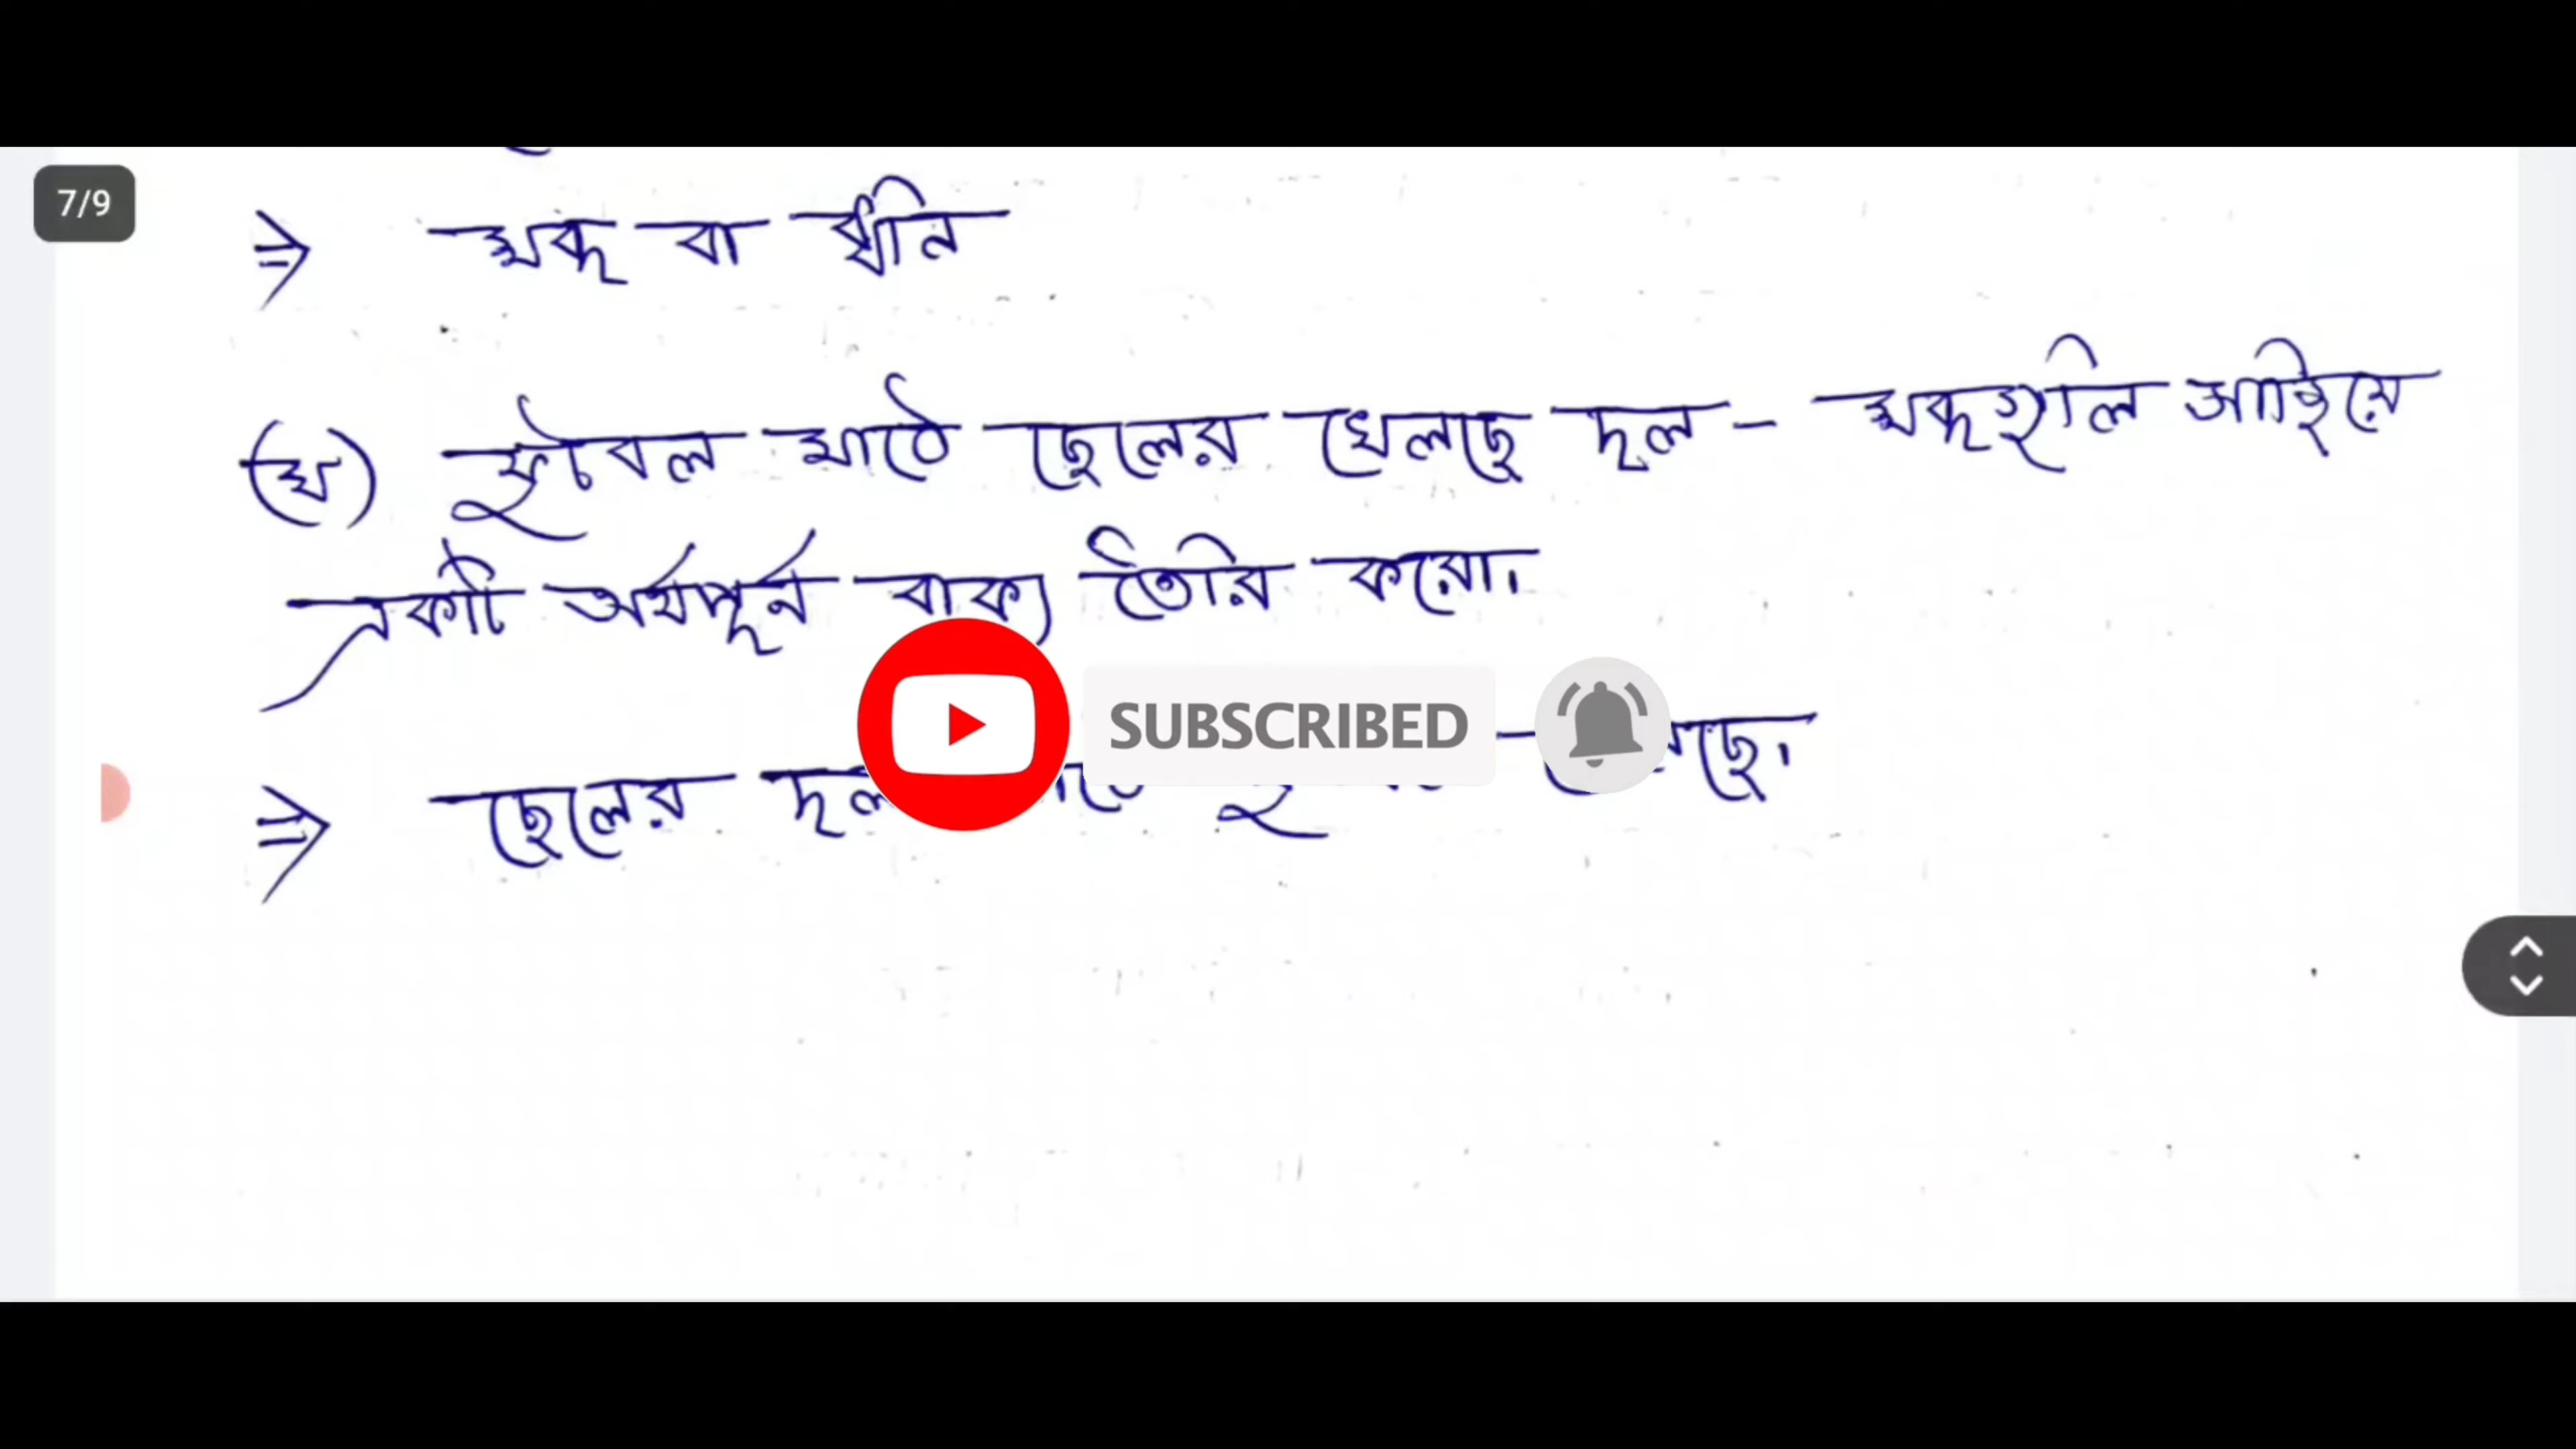 7/9
⇒ শব্দ বা ধ্বনি
(ঘ) ফুটবল মাঠে ছেলের খেলছে দল - শব্দগুলি সাজিয়ে
একটি অর্থপূর্ন বাক্য তৈরি করো।
SUBSCRIBED
⇒ ছেলের দল